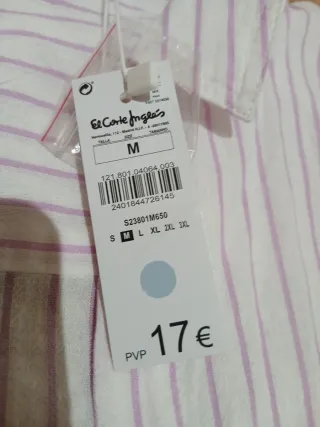 El Corte Inglés
TALLA
M
121 801 04064 003
2401844726145
S23801M650
S M L XL 2XL 3XL
PVP 17 €